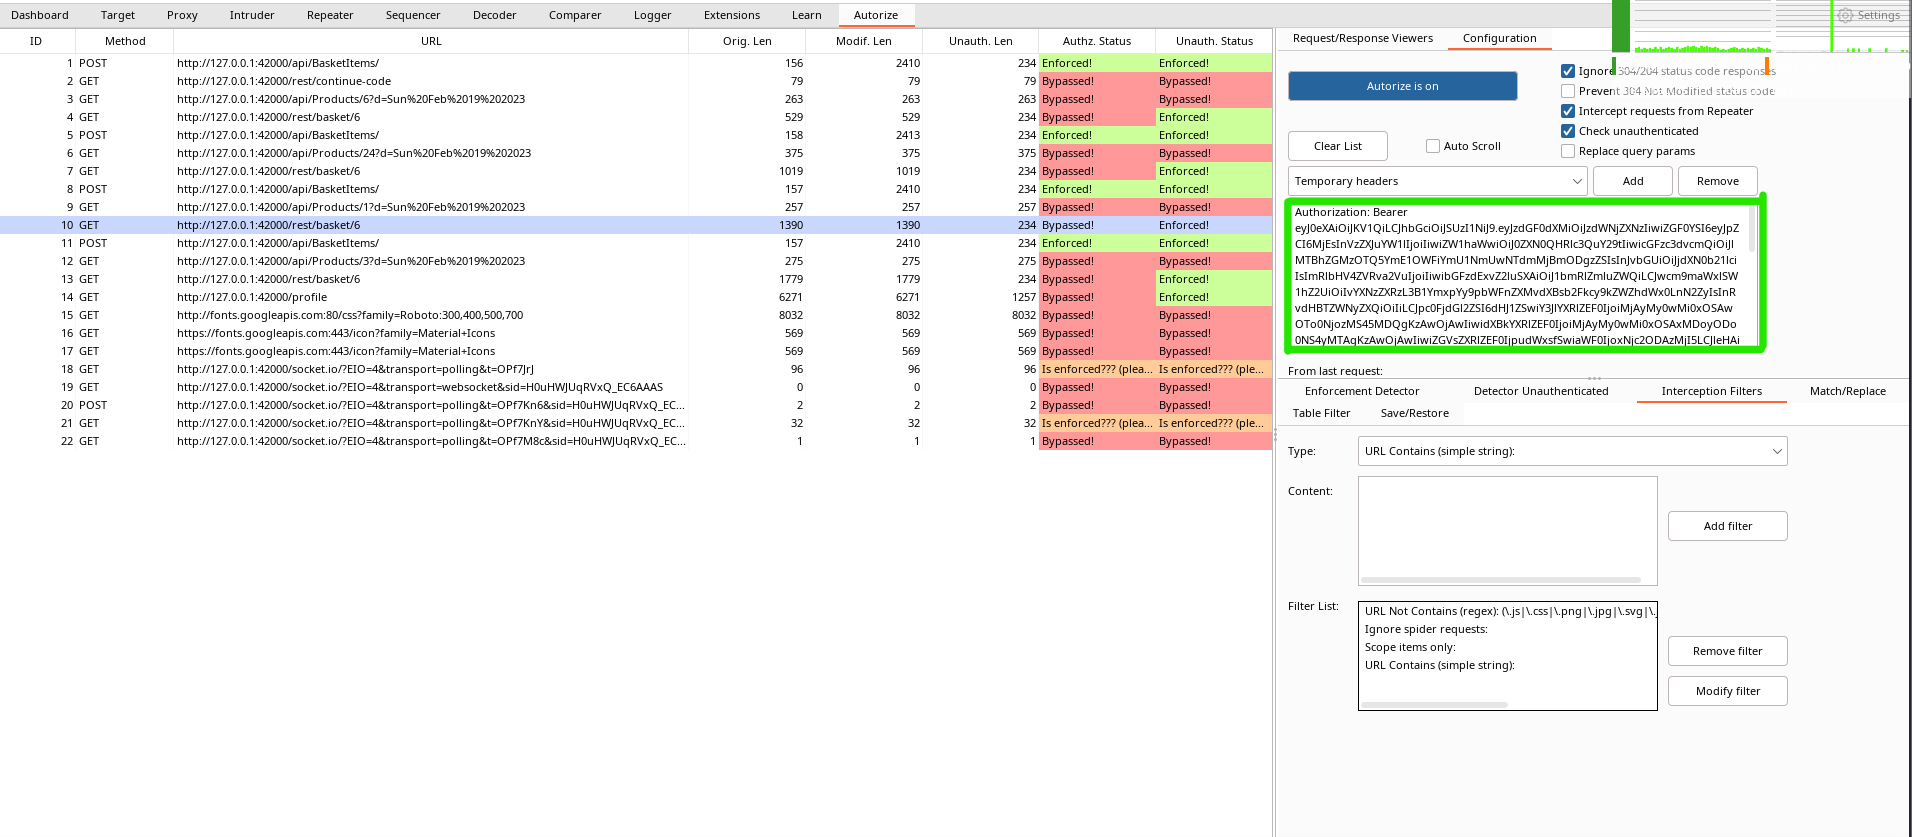 Dashboard Target Proxy Intruder Repeater Sequencer Decoder Comparer Logger Extensions Learn Autorize Settings
ID Method URL Orig. Len Modif. Len Unauth. Len Authz. Status Unauth. Status
1 POST http://127.0.0.1:42000/api/BasketItems/ 156 2410 234 Enforced! Enforced!
2 GET http://127.0.0.1:42000/rest/continue-code 79 79 79 Bypassed! Bypassed!
3 GET http://127.0.0.1:42000/api/Products/6?d=Sun%20Feb%2019%202023 263 263 263 Bypassed! Bypassed!
4 GET http://127.0.0.1:42000/rest/basket/6 529 529 234 Bypassed! Enforced!
5 POST http://127.0.0.1:42000/api/BasketItems/ 158 2413 234 Enforced! Enforced!
6 GET http://127.0.0.1:42000/api/Products/24?d=Sun%20Feb%2019%202023 375 375 375 Bypassed! Bypassed!
7 GET http://127.0.0.1:42000/rest/basket/6 1019 1019 234 Bypassed! Enforced!
8 POST http://127.0.0.1:42000/api/BasketItems/ 157 2410 234 Enforced! Enforced!
9 GET http://127.0.0.1:42000/api/Products/1?d=Sun%20Feb%2019%202023 257 257 257 Bypassed! Bypassed!
10 GET http://127.0.0.1:42000/rest/basket/6 1390 1390 234 Bypassed! Enforced!
11 POST http://127.0.0.1:42000/api/BasketItems/ 157 2410 234 Enforced! Enforced!
12 GET http://127.0.0.1:42000/api/Products/3?d=Sun%20Feb%2019%202023 275 275 275 Bypassed! Bypassed!
13 GET http://127.0.0.1:42000/rest/basket/6 1779 1779 234 Bypassed! Enforced!
14 GET http://127.0.0.1:42000/profile 6271 6271 1257 Bypassed! Enforced!
15 GET http://fonts.googleapis.com:80/css?family=Roboto:300,400,500,700 8032 8032 8032 Bypassed! Bypassed!
16 GET https://fonts.googleapis.com:443/icon?family=Material+Icons 569 569 569 Bypassed! Bypassed!
17 GET https://fonts.googleapis.com:443/icon?family=Material+Icons 569 569 569 Bypassed! Bypassed!
18 GET http://127.0.0.1:42000/socket.io/?EIO=4&transport=polling&t=OPf7JrJ 96 96 96 Is enforced??? (plea... Is enforced??? (ple...
19 GET http://127.0.0.1:42000/socket.io/?EIO=4&transport=websocket&sid=H0uHWJUqRVxQ_EC6AAAS 0 0 0 Bypassed! Bypassed!
20 POST http://127.0.0.1:42000/socket.io/?EIO=4&transport=polling&t=OPf7Kn6&sid=H0uHWJUqRVxQ_EC... 2 2 2 Bypassed! Bypassed!
21 GET http://127.0.0.1:42000/socket.io/?EIO=4&transport=polling&t=OPf7KnY&sid=H0uHWJUqRVxQ_EC... 32 32 32 Is enforced??? (plea... Is enforced??? (ple...
22 GET http://127.0.0.1:42000/socket.io/?EIO=4&transport=polling&t=OPf7M8c&sid=H0uHWJUqRVxQ_EC... 1 1 1 Bypassed! Bypassed!
Request/Response Viewers Configuration
Autorize is on
Ignore 304/204 status code responses
Prevent 304 Not Modified status code
Intercept requests from Repeater
Check unauthenticated
Replace query params
Clear List Auto Scroll
Temporary headers Add Remove
Authorization: Bearer
From last request:
Enforcement Detector Detector Unauthenticated Interception Filters Match/Replace
Table Filter Save/Restore
Type: URL Contains (simple string):
Content:
Add filter
Filter List:
URL Not Contains (regex): (\.js|\.css|\.png|\.jpg|\.svg|\.
Ignore spider requests:
Scope items only:
URL Contains (simple string):
Remove filter
Modify filter